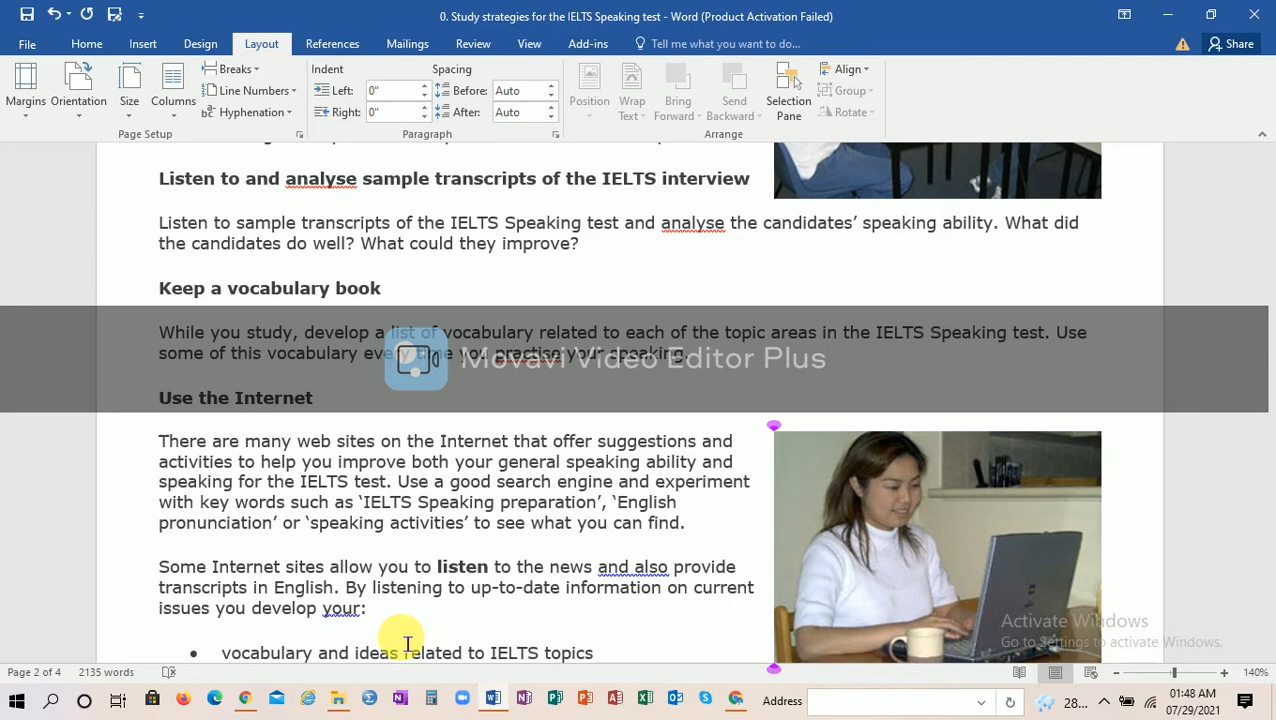 0. Study strategies for the IELTS Speaking test - Word (Product Activation Failed)
File Home Insert Design Layout References Mailings Review View Add-ins Tell me what you want to do... Share
Margins Orientation Size Columns
Breaks
Line Numbers
Hyphenation
Page Setup
Indent
Left: 0"
Right: 0"
Spacing
Before: Auto
After: Auto
Paragraph
Position Wrap Text Bring Forward Send Backward Selection Pane
Align
Group
Rotate
Arrange
Listen to and analyse sample transcripts of the IELTS interview
Listen to sample transcripts of the IELTS Speaking test and analyse the candidates’ speaking ability. What did
the candidates do well? What could they improve?
Keep a vocabulary book
While you study, develop a list of vocabulary related to each of the topic areas in the IELTS Speaking test. Use
some of this vocabulary every time you practise your speaking.
Movavi Video Editor Plus
Use the Internet
There are many web sites on the Internet that offer suggestions and
activities to help you improve both your general speaking ability and
speaking for the IELTS test. Use a good search engine and experiment
with key words such as ‘IELTS Speaking preparation’, ‘English
pronunciation’ or ‘speaking activities’ to see what you can find.
Some Internet sites allow you to listen to the news and also provide
transcripts in English. By listening to up-to-date information on current
issues you develop your:
• vocabulary and ideas related to IELTS topics
Activate Windows
Go to Settings to activate Windows.
Page 2 of 4 2135 words 140%
Address 28... 01:48 AM
07/29/2021